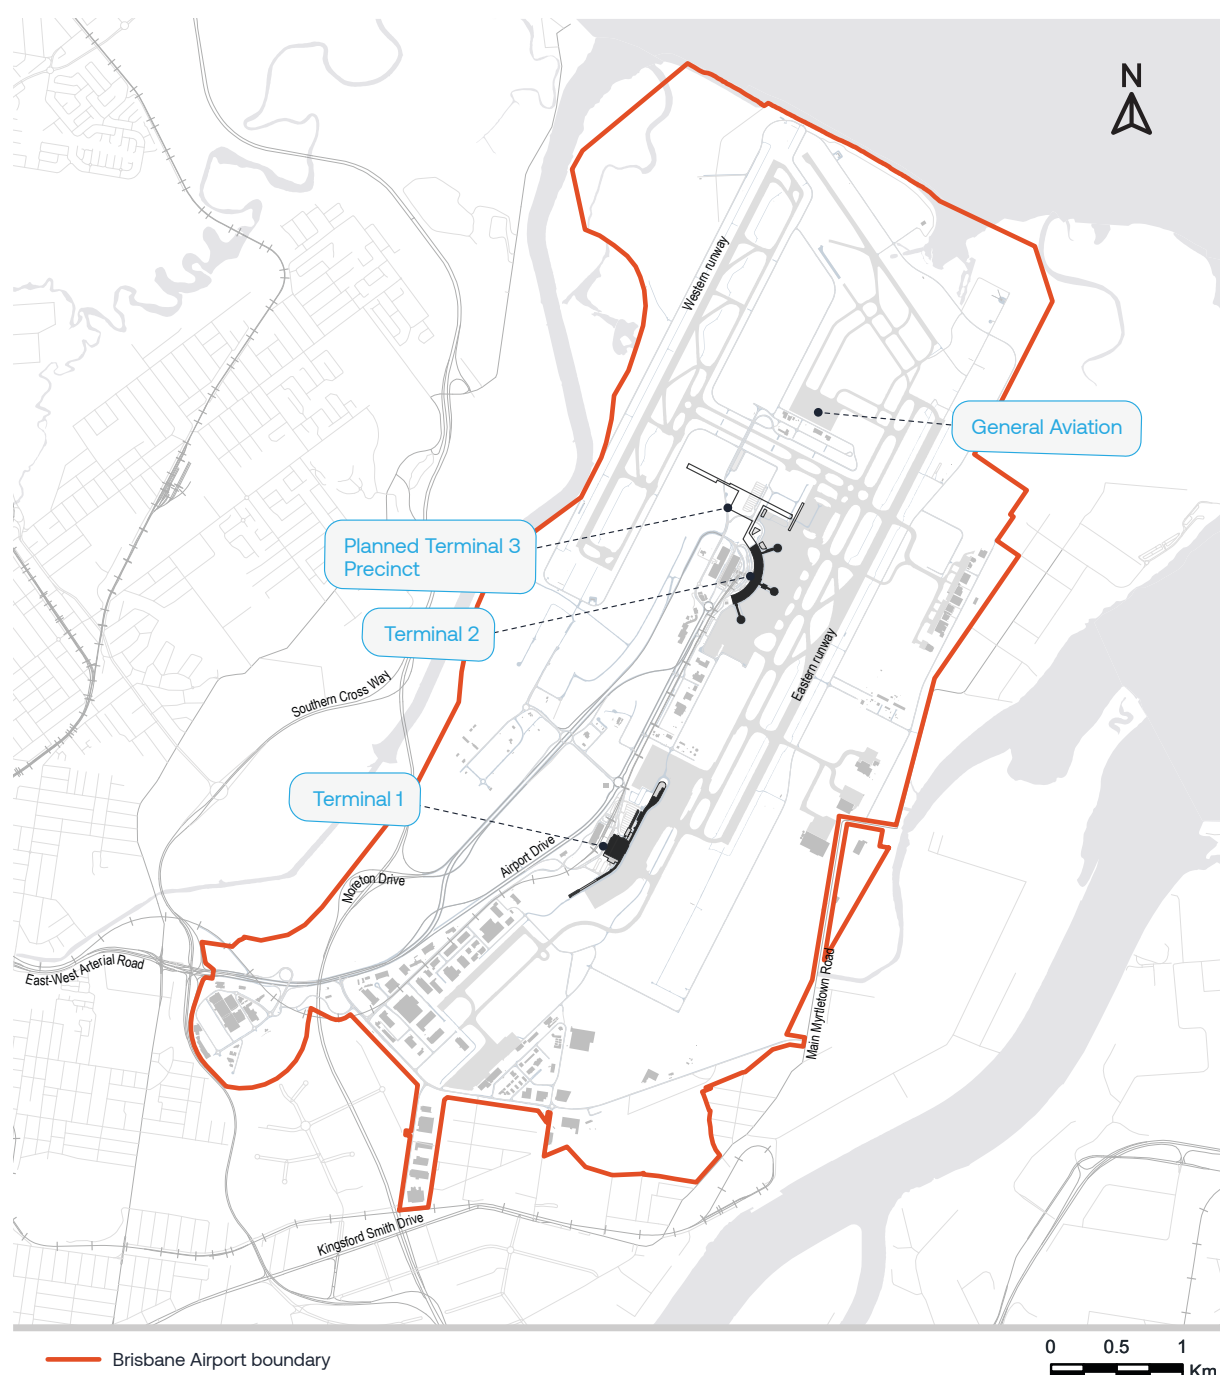 N
Western runway
General Aviation
Planned Terminal 3
Precinct
Terminal 2
Eastern runway
Southern Cross Way
Terminal 1
Airport Drive
Moreton Drive
East-West Arterial Road
Main Myrtletown Road
Kingsford Smith Drive
Brisbane Airport boundary
0 0.5 1
Km